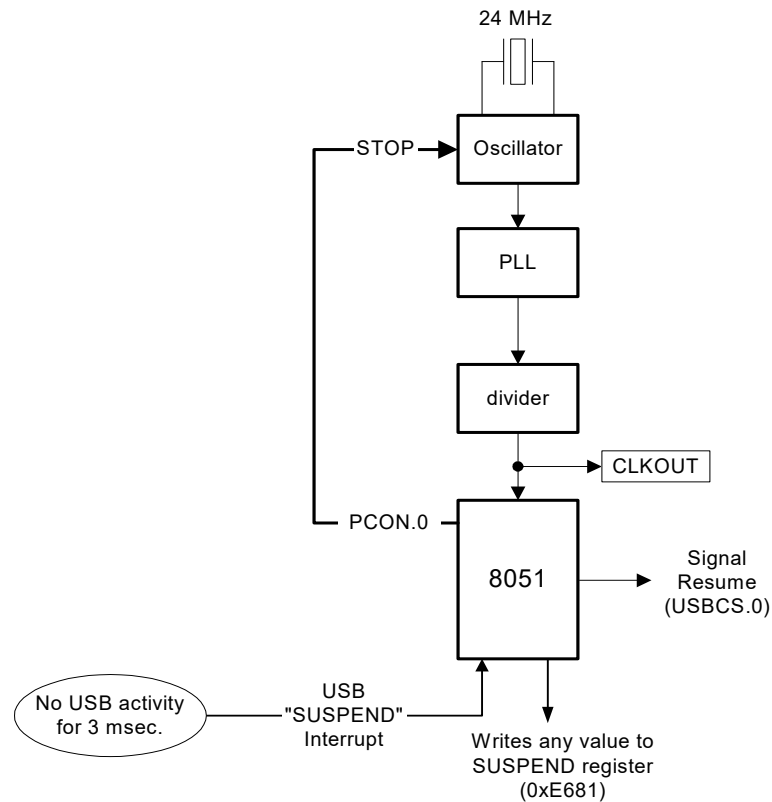 24 MHz
STOP
Oscillator
PLL
divider
CLKOUT
PCON.0
8051
Signal
Resume
(USBCS.0)
No USB activity
for 3 msec.
USB
"SUSPEND"
Interrupt
Writes any value to
SUSPEND register
(0xE681)